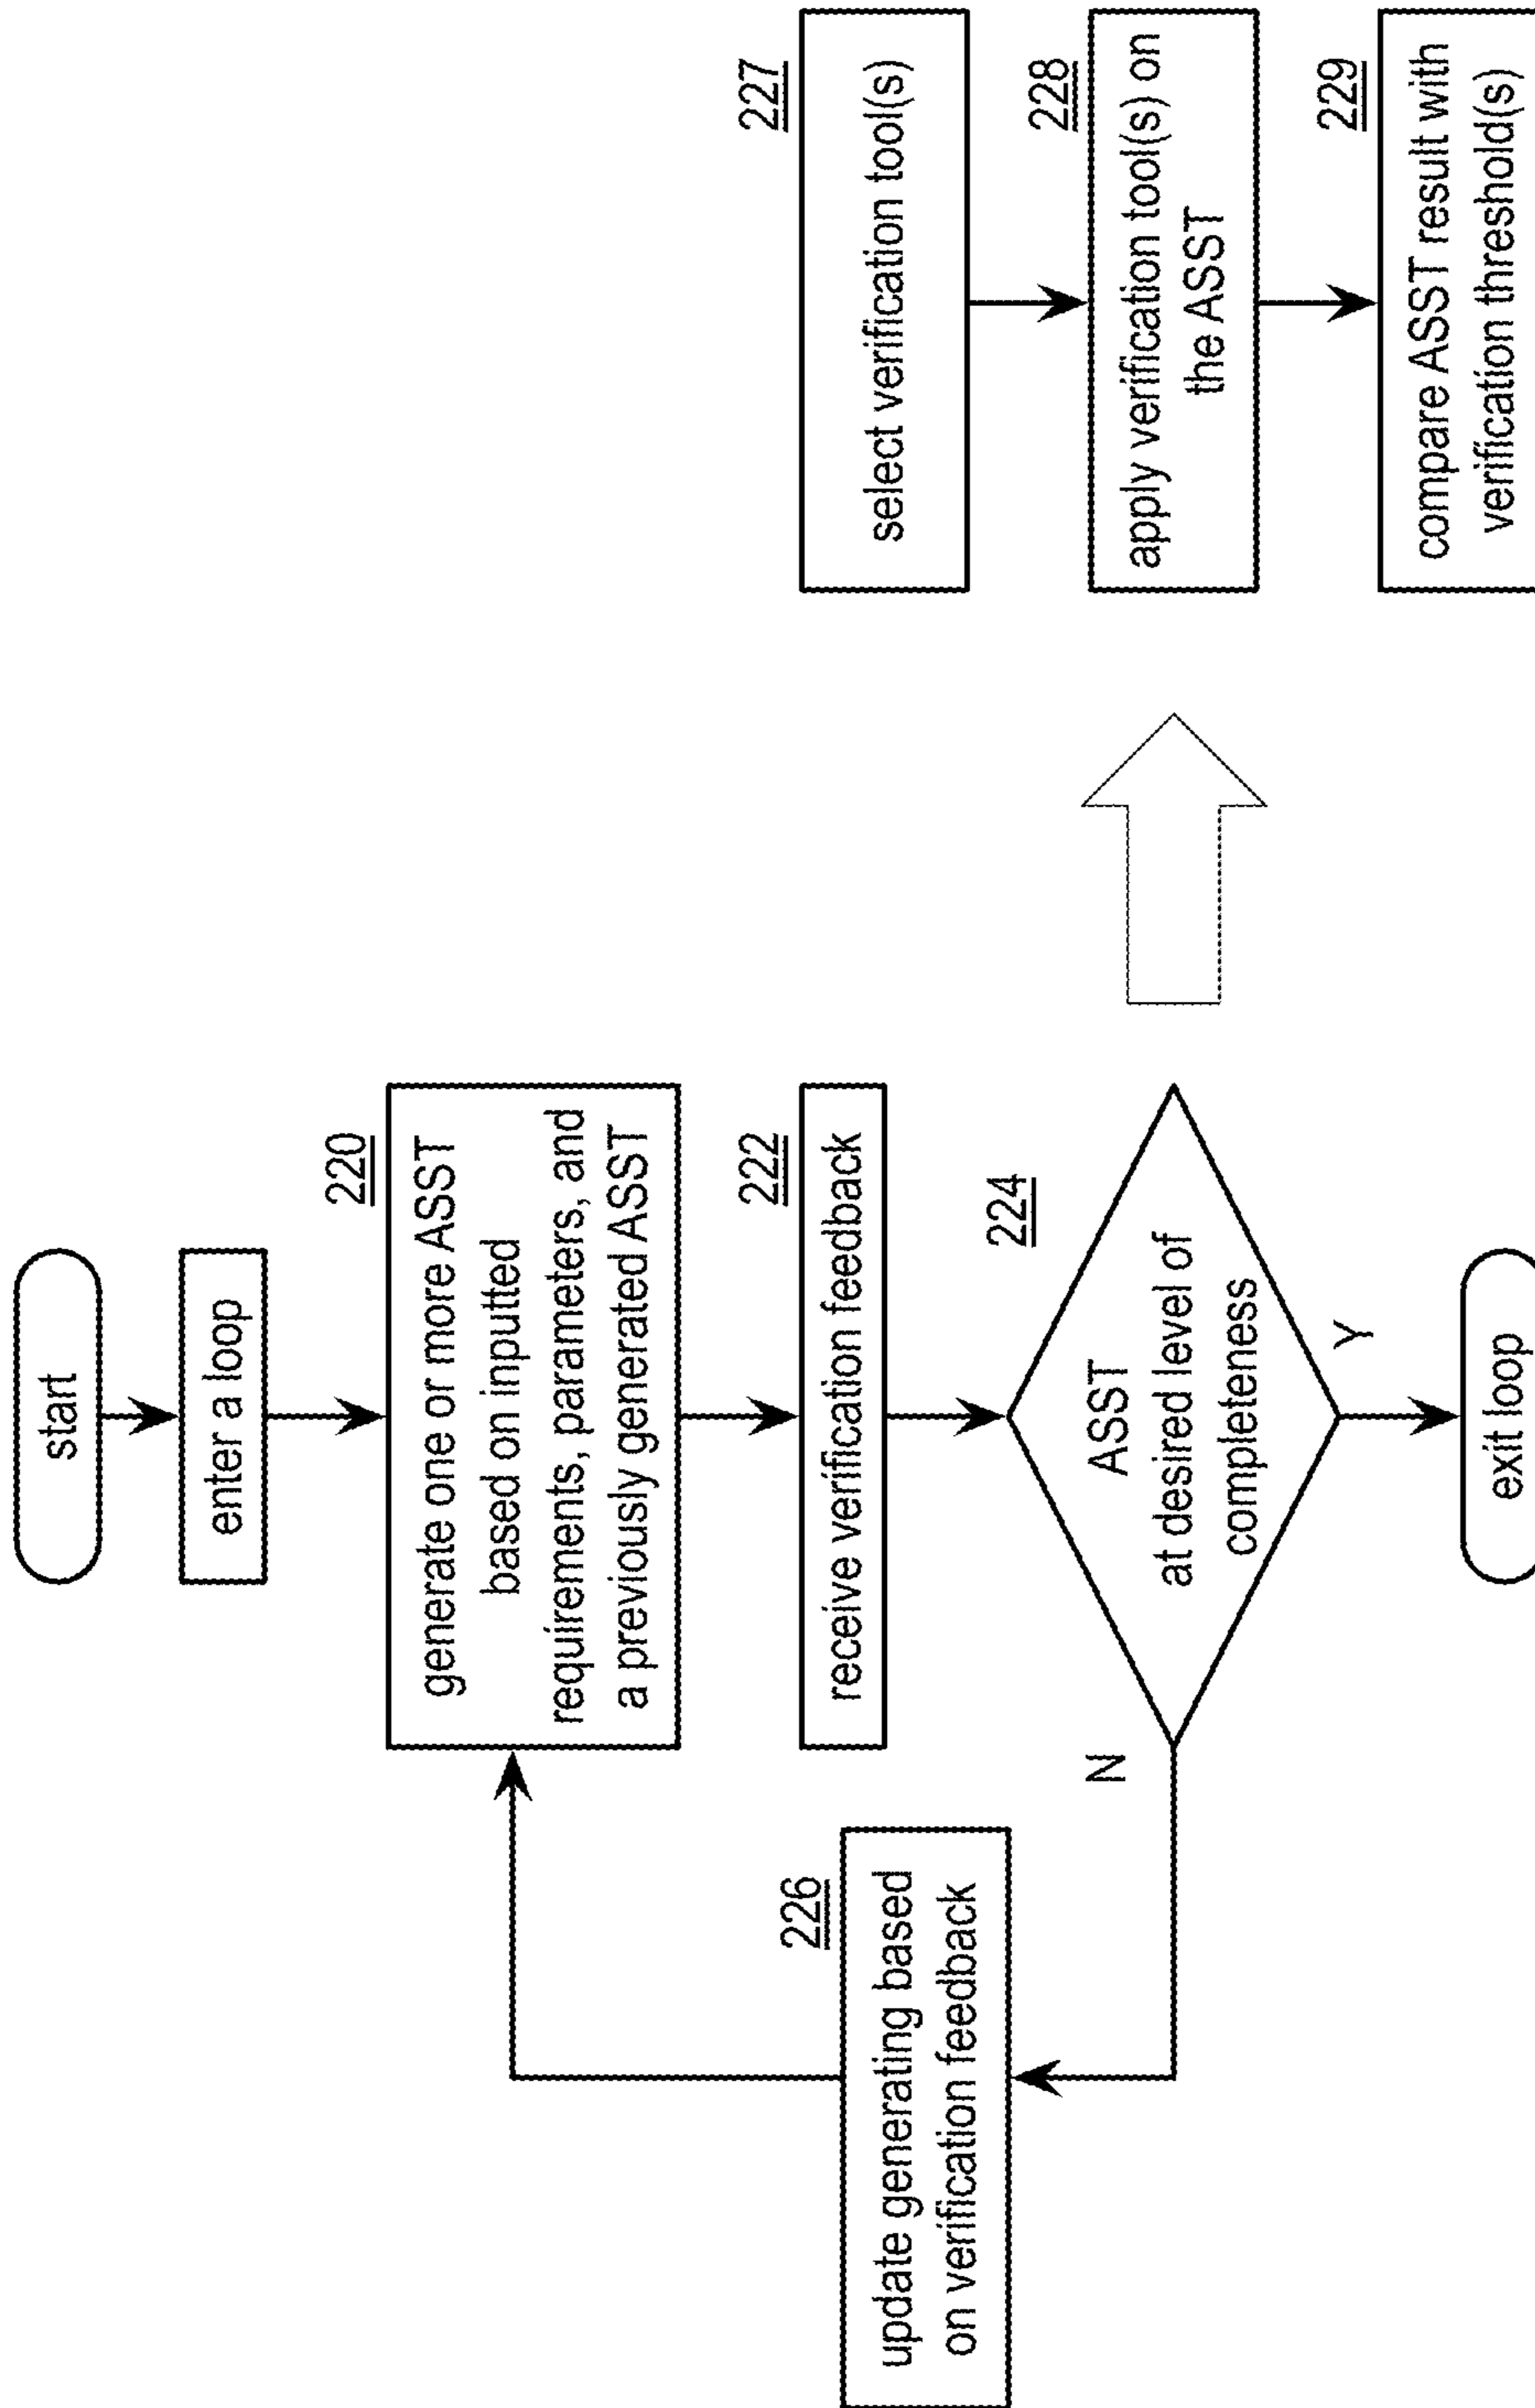 start
enter a loop
220
generate one or more ASST
based on inputted
requirements, parameters, and
a previously generated ASST
222
receive verification feedback
224
ASST
at desired level of
completeness
N
Y
226
update generating based
on verification feedback
exit loop
227
select verification tool(s)
228
apply verification tool(s) on
the ASST
229
compare ASST result with
verification threshold(s)